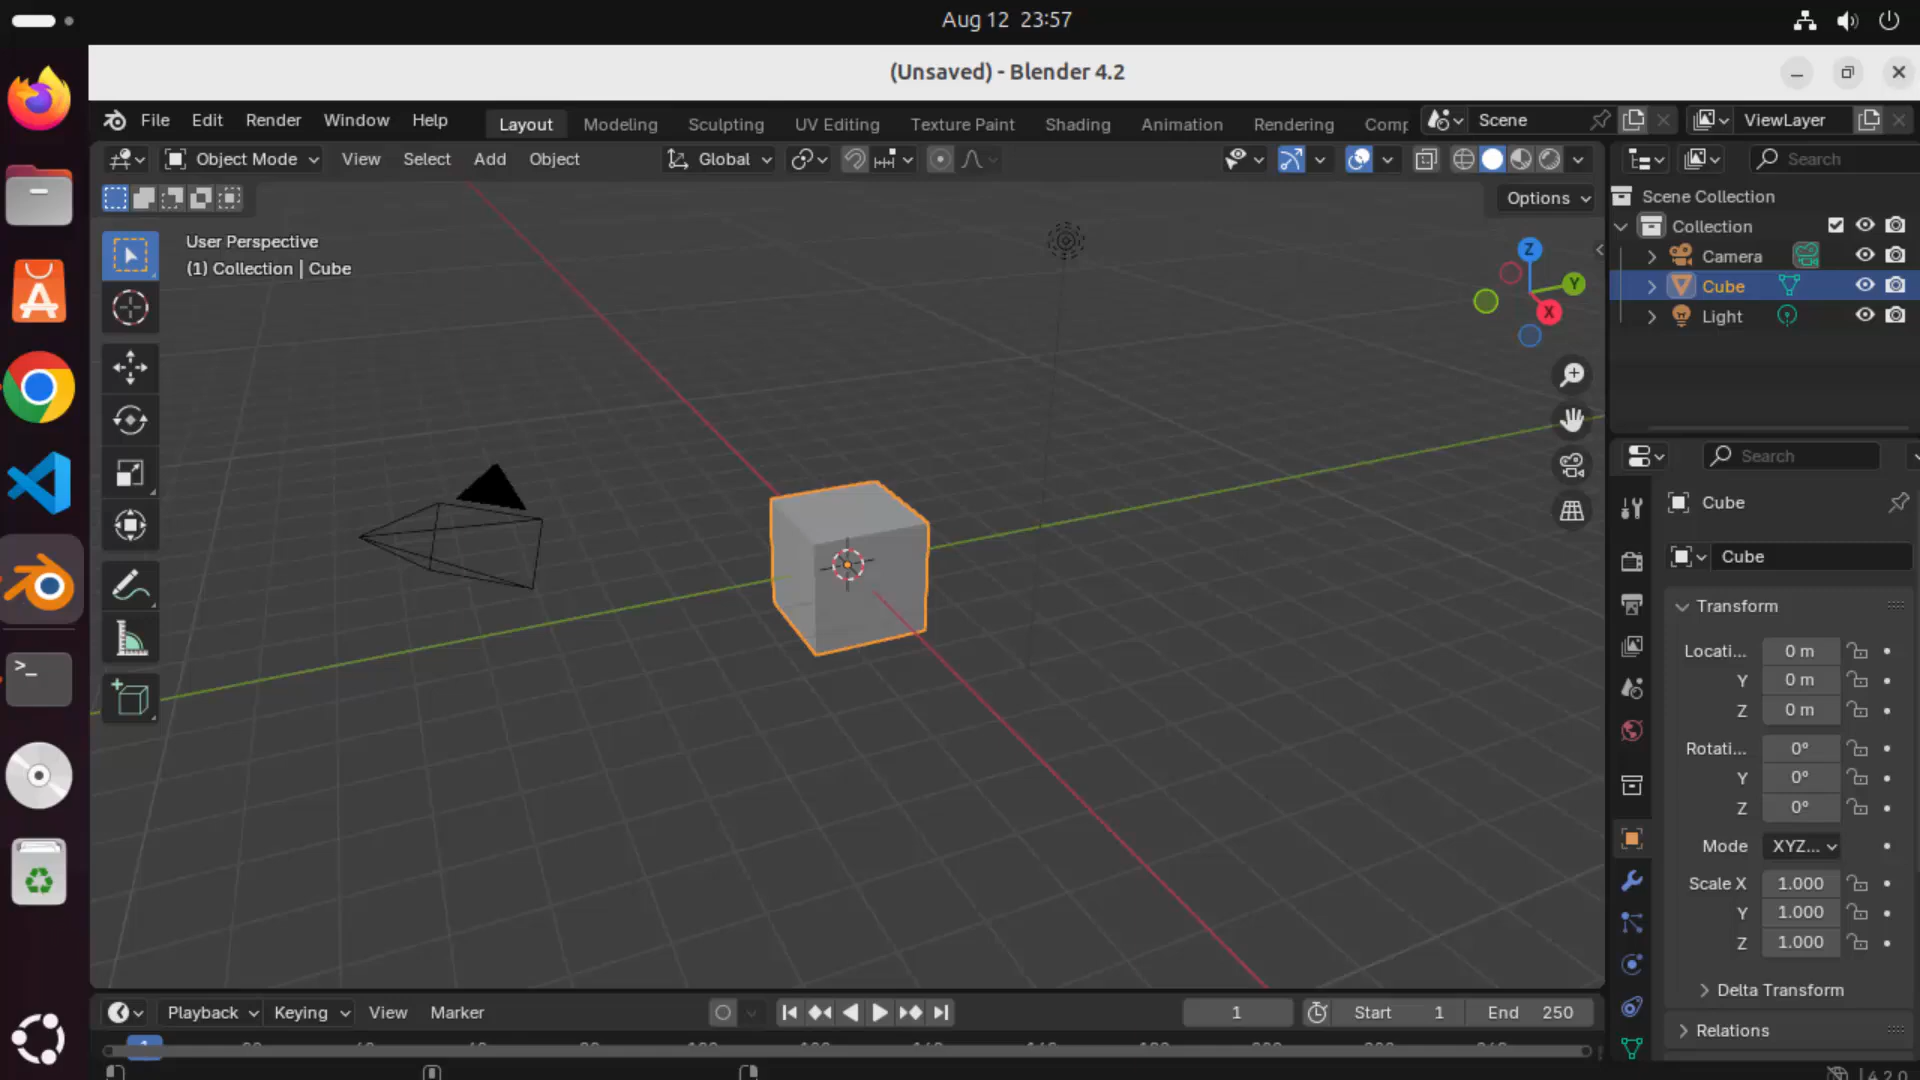 Aug 12 23:57
(Unsaved) - Blender 4.2
File Edit Render Window Help Layout Modeling Sculpting UV Editing Texture Paint Shading Animation Rendering Comp Scene ViewLayer
Object Mode View Select Add Object Global Search
Options
User Perspective
(1) Collection | Cube
Z
Y
X
Scene Collection
Collection
Camera
Cube
Light
Search
Cube
Cube
Transform
Locati... 0 m
Y 0 m
Z 0 m
Rotati... 0°
Y 0°
Z 0°
Mode XYZ...
Scale X 1.000
Y 1.000
Z 1.000
Delta Transform
Relations
Playback Keying View Marker 1 Start 1 End 250
1
4.2.0